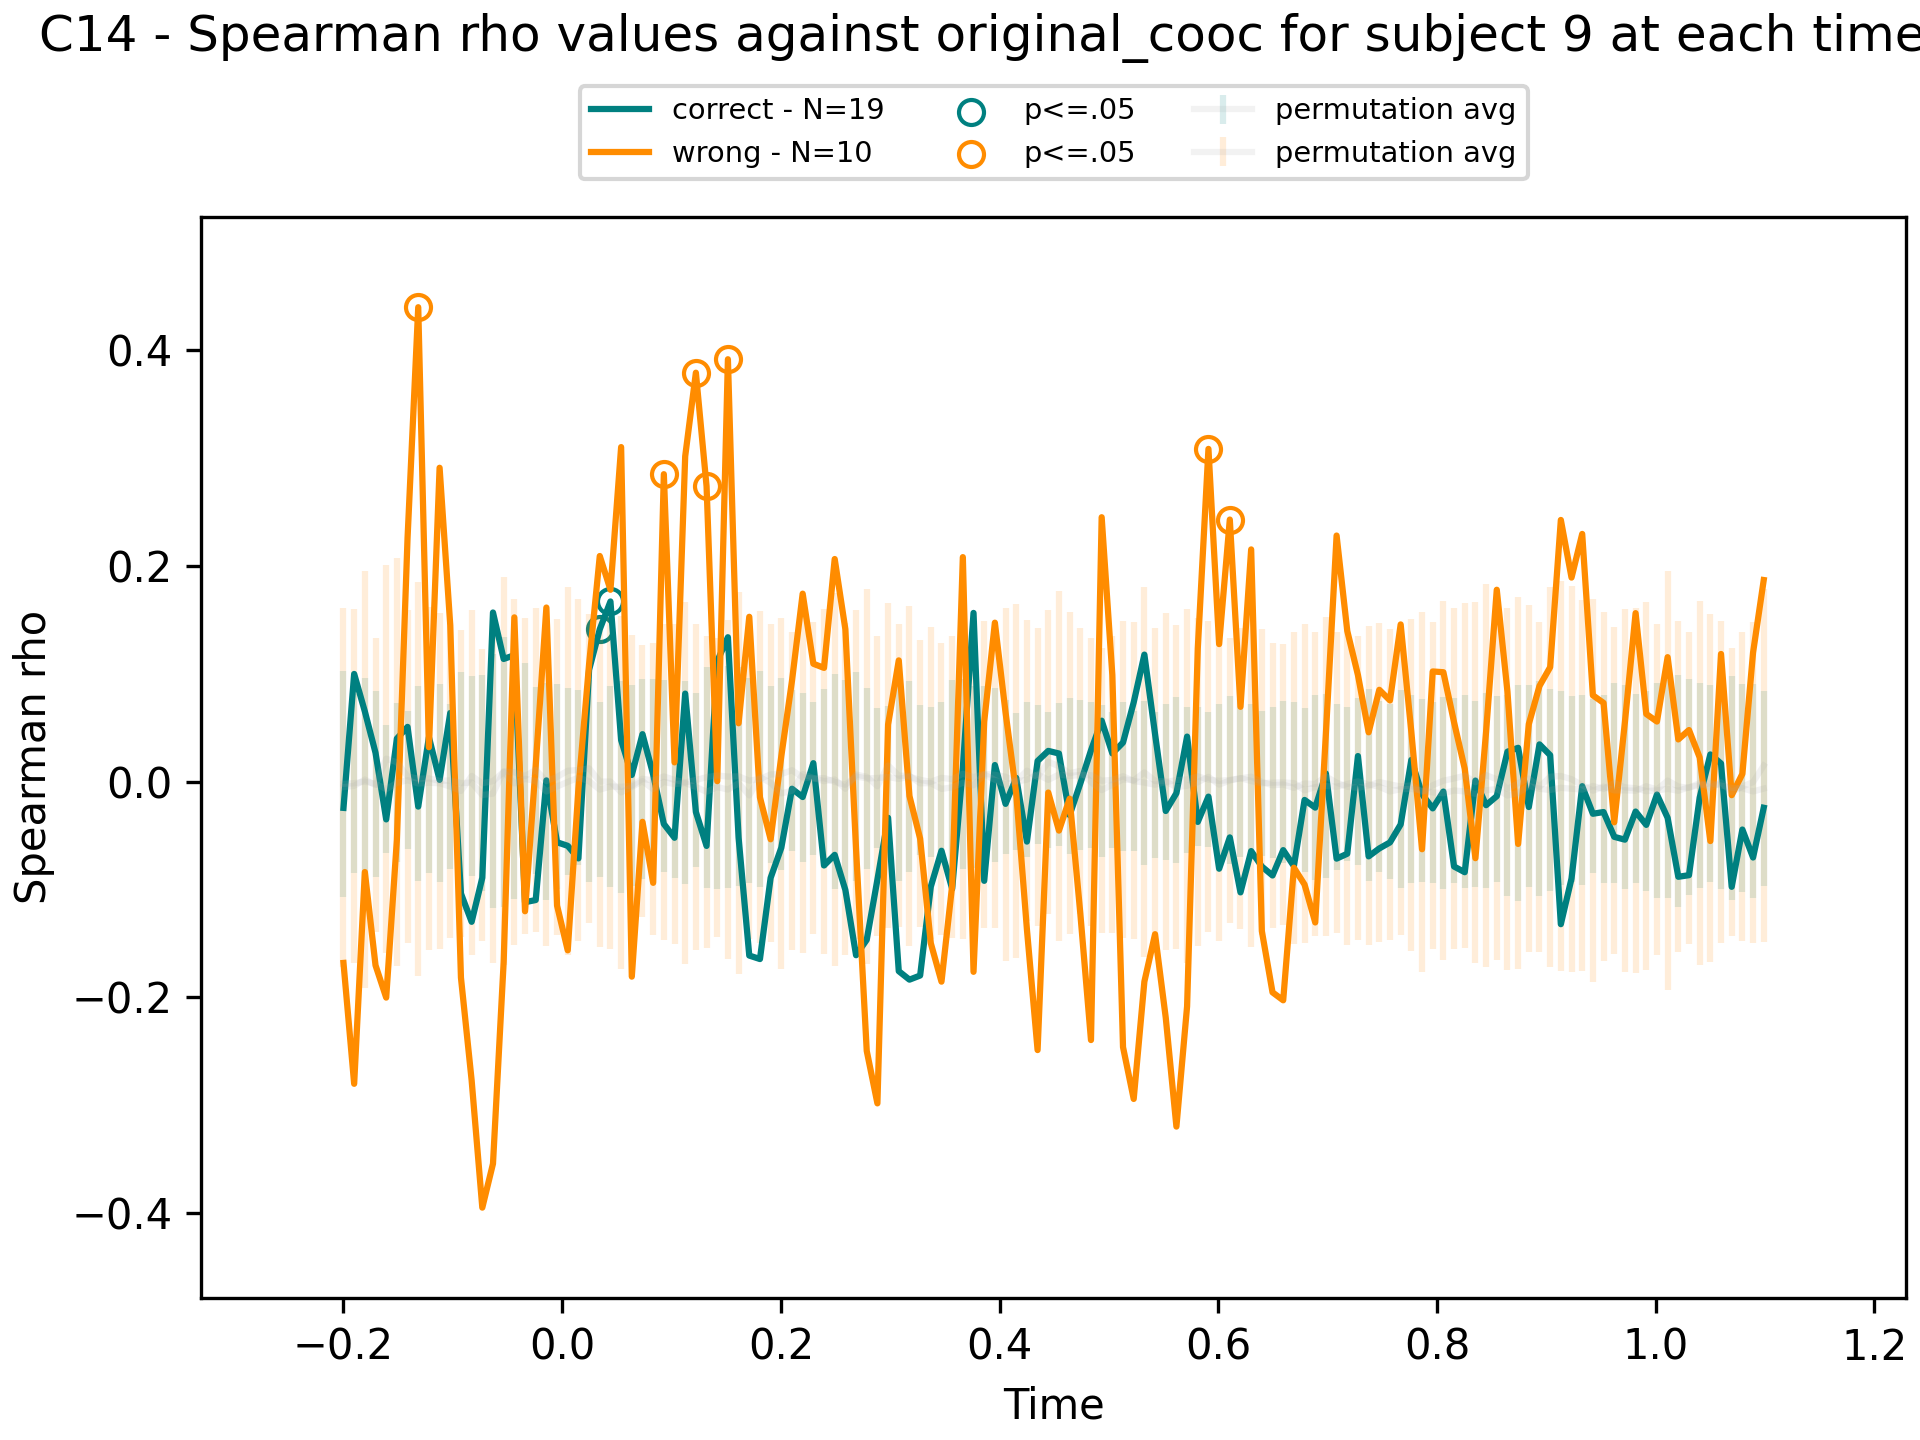 C14 - Spearman rho values against original_cooc for subject 9 at each time
correct - N=19
wrong - N=10
p<=.05
p<=.05
permutation avg
permutation avg
Spearman rho
0.4
0.2
0.0
−0.2
−0.4
−0.2
0.0
0.2
0.4
0.6
0.8
1.0
1.2
Time